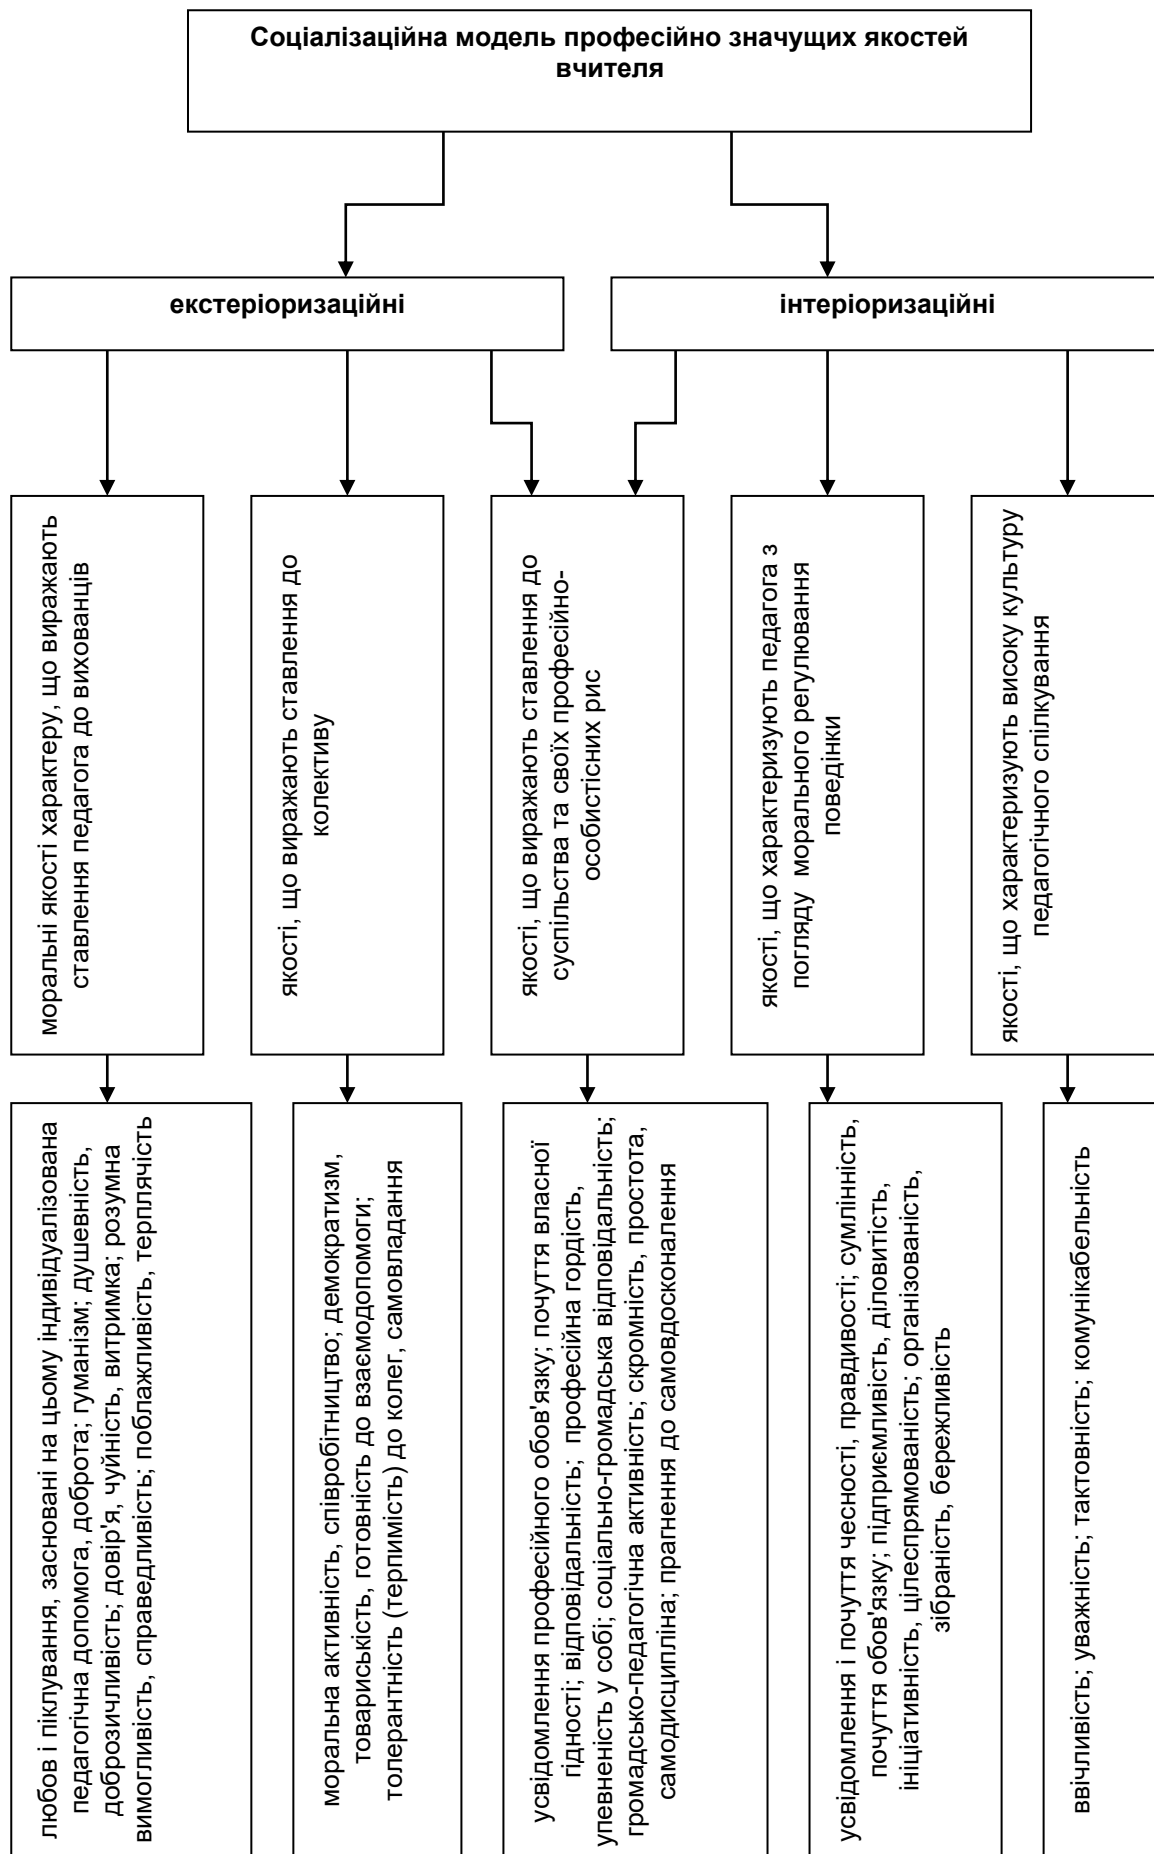 Соціалізаційна модель професійно значущих якостей
вчителя
екстеріоризаційні
інтеріоризаційні
моральні якості характеру, що виражають
ставлення педагога до вихованців
якості, що виражають ставлення до
колективу
якості, що виражають ставлення до
суспільства та своїх професійно-
особистісних рис
якості, що характеризують педагога з
погляду морального регулювання
поведінки
якості, що характеризують високу культуру
педагогічного спілкування
любов і піклування, засновані на цьому індивідуалізована
педагогічна допомога, доброта; гуманізм; душевність,
доброзичливість; довір'я, чуйність, витримка; розумна
вимогливість, справедливість; поблажливість, терплячість
моральна активність, співробітництво; демократизм,
товариськість, готовність до взаємодопомоги;
толерантність (терпимість) до колег, самовладання
усвідомлення професійного обов'язку; почуття власної
гідності; відповідальність; професійна гордість,
упевненість у собі; соціально-громадська відповідальність;
громадсько-педагогічна активність; скромність, простота,
самодисципліна; прагнення до самовдосконалення
усвідомлення і почуття чесності, правдивості; сумлінність,
почуття обов'язку; підприємливість, діловитість,
ініціативність, цілеспрямованість; організованість,
зібраність, бережливість
ввічливість; уважність; тактовність; комунікабельність